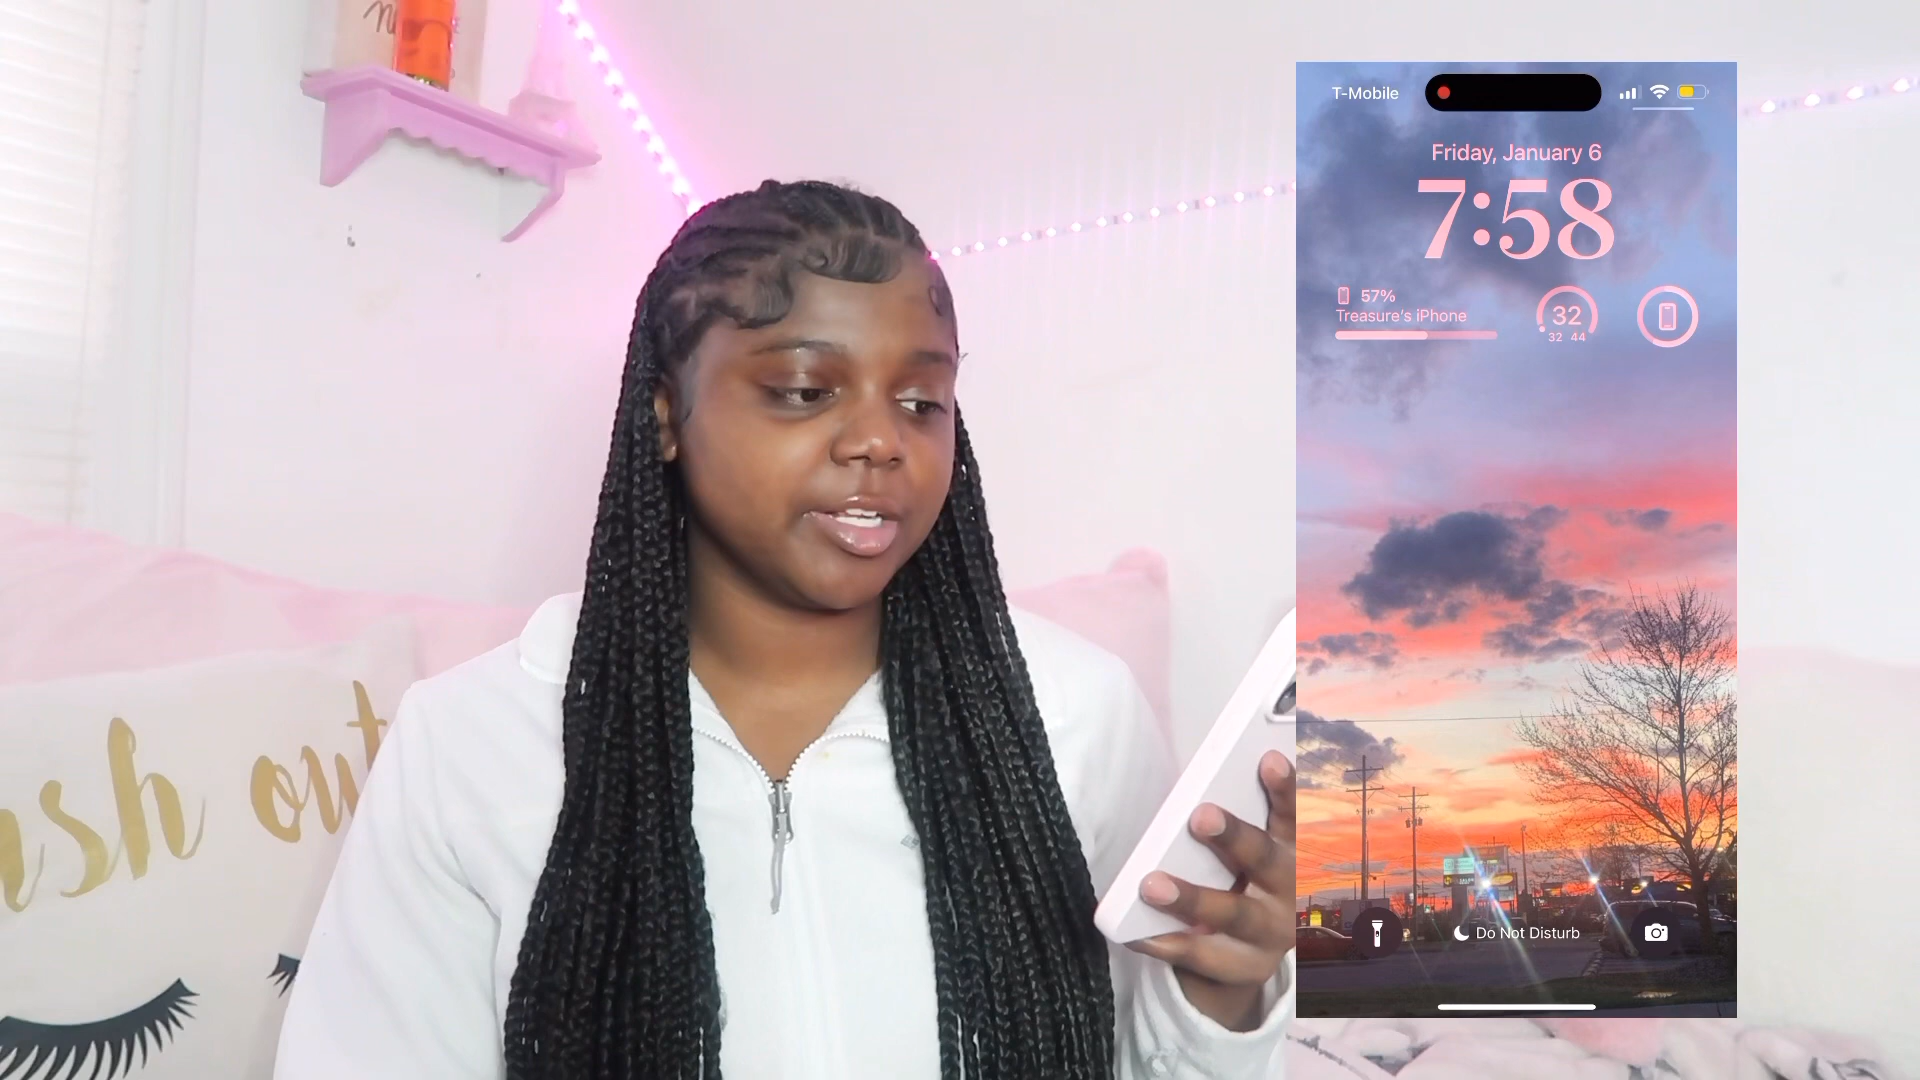 ash out
T-Mobile
Friday, January 6
7:58
57%
Treasure's iPhone
32
32 44
Do Not Disturb